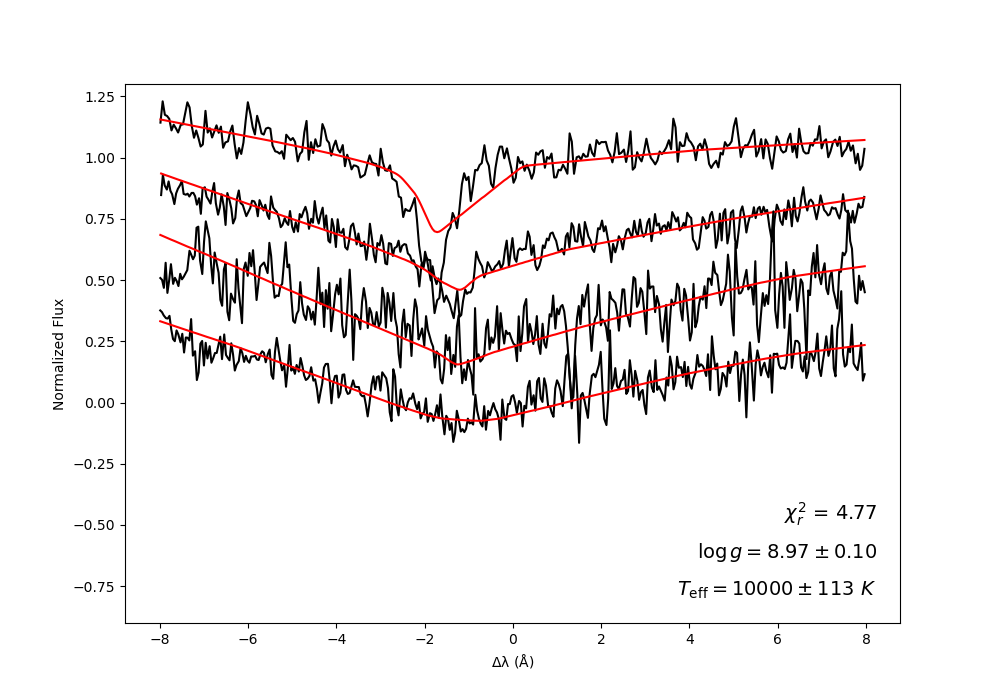 1.25
1.00
0.75
0.50
0.25
0.00
−0.25
−0.50
−0.75
Normalized Flux
χ²ᵣ = 4.77
log g = 8.97 ± 0.10
T_eff = 10000 ± 113 K
−8 −6 −4 −2 0 2 4 6 8
Δλ (Å)